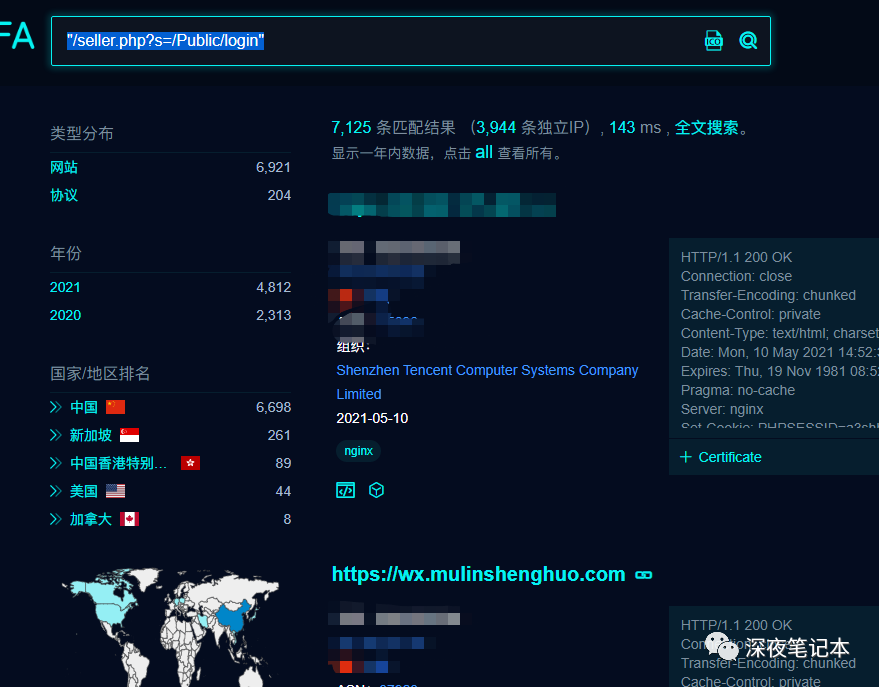 FA
"/seller.php?s=/Public/login"
ICO
7,125 条匹配结果 （3,944 条独立IP），143 ms，全文搜索。
显示一年内数据，点击 all 查看所有。
类型分布
网站 6,921
协议 204
年份
2021 4,812
2020 2,313
国家/地区排名
中国 6,698
新加坡 261
中国香港特别... 89
美国 44
加拿大 8
组织：
Shenzhen Tencent Computer Systems Company
Limited
2021-05-10
nginx
HTTP/1.1 200 OK
Connection: close
Transfer-Encoding: chunked
Cache-Control: private
Content-Type: text/html; charset
Date: Mon, 10 May 2021 14:52:
Expires: Thu, 19 Nov 1981 08:52
Pragma: no-cache
Server: nginx
Certificate
https://wx.mulinshenghuo.com
HTTP/1.1 200 OK
深夜笔记本
Transfer-Encoding: chunked
Cache-Control: private